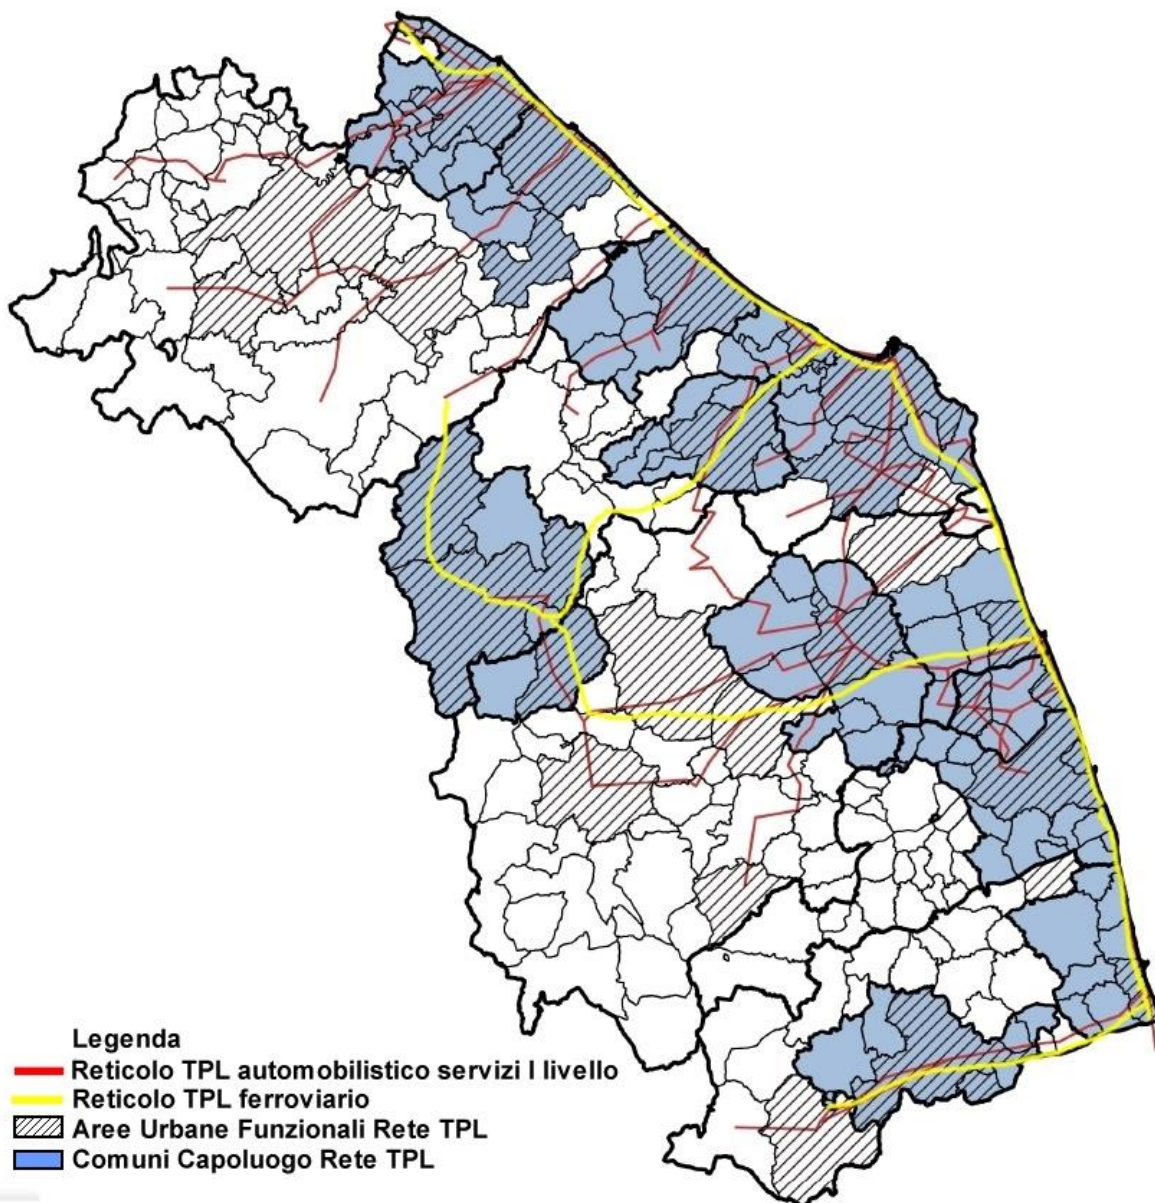 Legenda
Reticolo TPL automobilistico servizi I livello
Reticolo TPL ferroviario
Aree Urbane Funzionali Rete TPL
Comuni Capoluogo Rete TPL